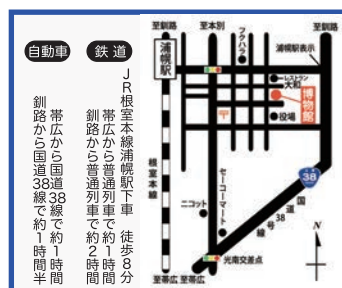 鉄道
JR根室本線浦幌駅下車　徒歩8分
帯広から普通列車で約1時間
釧路から普通列車で約2時間
自動車
帯広から国道38線で約1時間
釧路から国道38線で約1時間半
至釧路
至本別
至釧路
浦幌駅
フクハラ
浦幌駅表示
レストラン
大和
博物館
〒
役場
根室本線
セーコーマート
ニコット
38
国道38号線
光南交差点
N
至帯広
至帯広